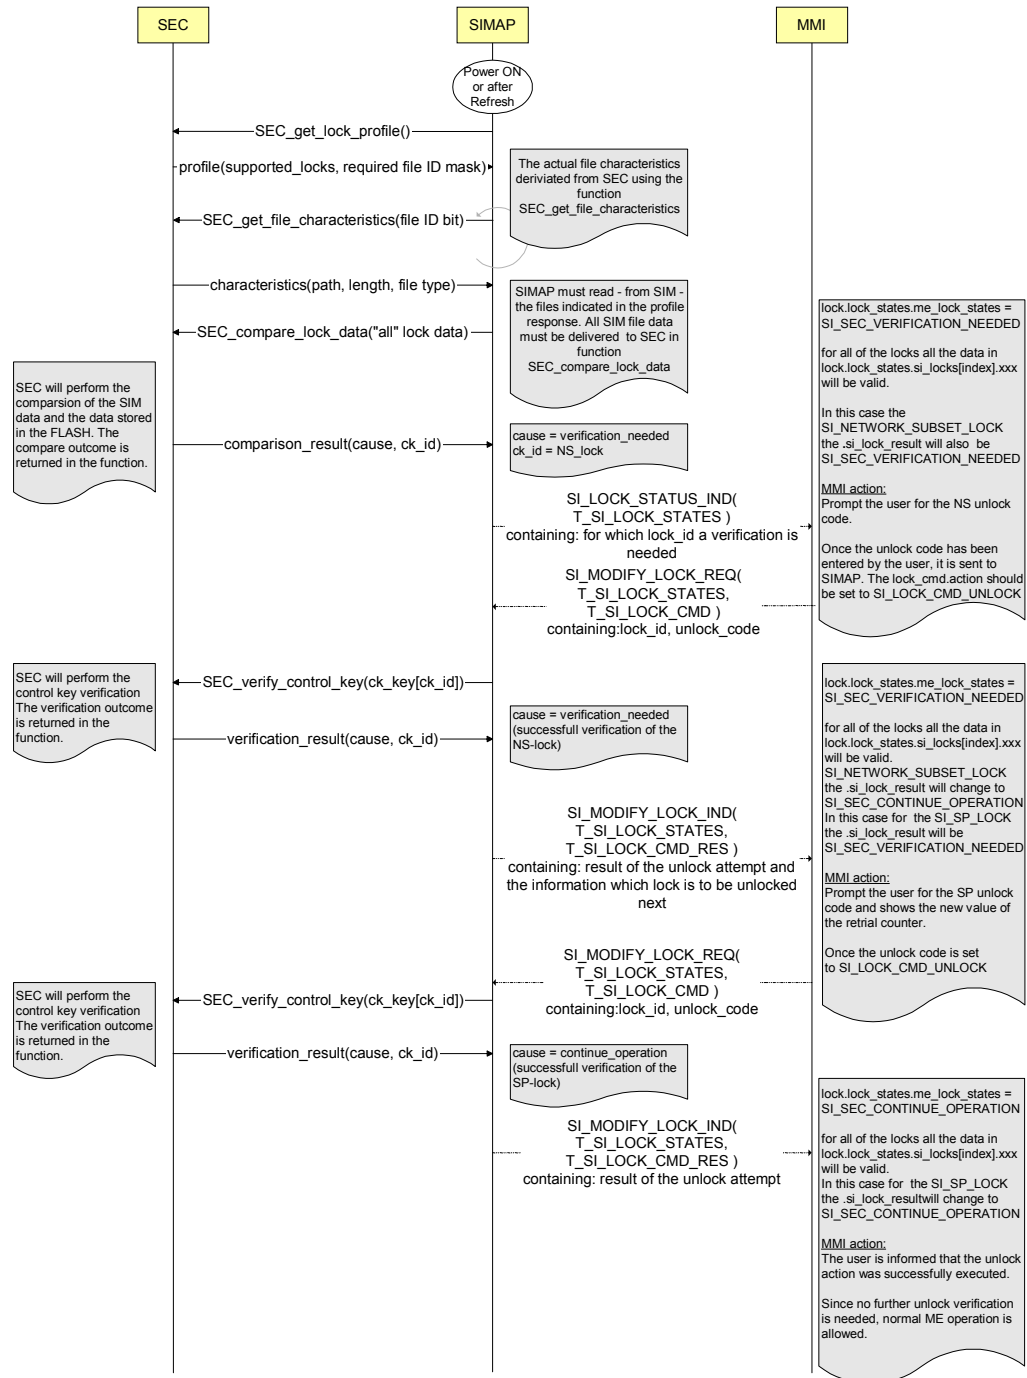 SEC
SIMAP
MMI
Power ON
or after
Refresh
SEC_get_lock_profile()
profile(supported_locks, required file ID mask)
The actual file characteristics
deriviated from SEC using the
function
SEC_get_file_characteristics
SEC_get_file_characteristics(file ID bit)
characteristics(path, length, file type)
SIMAP must read - from SIM -
the files indicated in the profile
response. All SIM file data
must be delivered to SEC in
function
SEC_compare_lock_data
SEC_compare_lock_data("all" lock data)
lock.lock_states.me_lock_states =
SI_SEC_VERIFICATION_NEEDED
for all of the locks all the data in
lock.lock_states.si_locks[index].xxx
will be valid.
In this case the
SI_NETWORK_SUBSET_LOCK
the .si_lock_result will also be
SI_SEC_VERIFICATION_NEEDED
MMI action:
Prompt the user for the NS unlock
code.
Once the unlock code has been
entered by the user, it is sent to
SIMAP. The lock_cmd.action should
be set to SI_LOCK_CMD_UNLOCK
SEC will perform the
comparsion of the SIM
data and the data stored
in the FLASH. The
compare outcome is
returned in the function.
comparison_result(cause, ck_id)
cause = verification_needed
ck_id = NS_lock
SI_LOCK_STATUS_IND(
T_SI_LOCK_STATES )
containing: for which lock_id a verification is
needed
SI_MODIFY_LOCK_REQ(
T_SI_LOCK_STATES,
T_SI_LOCK_CMD )
containing:lock_id, unlock_code
SEC will perform the
control key verification
The verification outcome
is returned in the
function.
SEC_verify_control_key(ck_key[ck_id])
verification_result(cause, ck_id)
cause = verification_needed
(successfull verification of the
NS-lock)
lock.lock_states.me_lock_states =
SI_SEC_VERIFICATION_NEEDED
for all of the locks all the data in
lock.lock_states.si_locks[index].xxx
will be valid.
SI_NETWORK_SUBSET_LOCK
the .si_lock_result will change to
SI_SEC_CONTINUE_OPERATION
In this case for the SI_SP_LOCK
the .si_lock_result will be
SI_SEC_VERIFICATION_NEEDED
MMI action:
Prompt the user for the SP unlock
code and shows the new value of
the retrial counter.
Once the unlock code is set
to SI_LOCK_CMD_UNLOCK
SI_MODIFY_LOCK_IND(
T_SI_LOCK_STATES,
T_SI_LOCK_CMD_RES )
containing: result of the unlock attempt and
the information which lock is to be unlocked
next
SI_MODIFY_LOCK_REQ(
T_SI_LOCK_STATES,
T_SI_LOCK_CMD )
containing:lock_id, unlock_code
SEC will perform the
control key verification
The verification outcome
is returned in the
function.
SEC_verify_control_key(ck_key[ck_id])
verification_result(cause, ck_id)
cause = continue_operation
(successfull verification of the
SP-lock)
SI_MODIFY_LOCK_IND(
T_SI_LOCK_STATES,
T_SI_LOCK_CMD_RES )
containing: result of the unlock attempt
lock.lock_states.me_lock_states =
SI_SEC_CONTINUE_OPERATION
for all of the locks all the data in
lock.lock_states.si_locks[index].xxx
will be valid.
In this case for the SI_SP_LOCK
the .si_lock_resultwill change to
SI_SEC_CONTINUE_OPERATION
MMI action:
The user is informed that the unlock
action was successfully executed.
Since no further unlock verification
is needed, normal ME operation is
allowed.